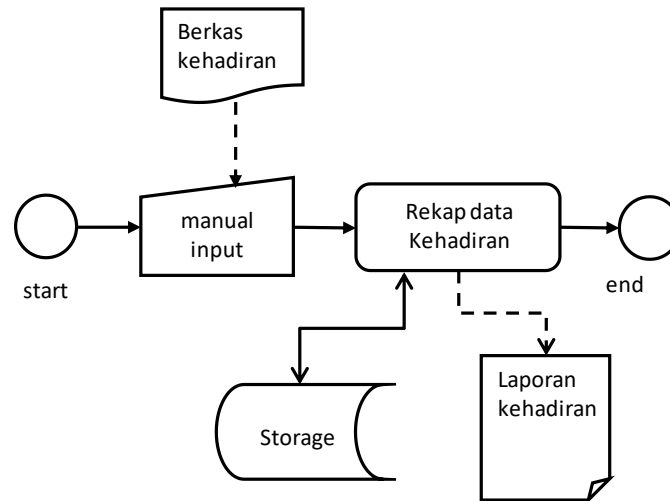 Berkas
kehadiran
manual
input
Rekap data
Kehadiran
start
end
Storage
Laporan
kehadiran